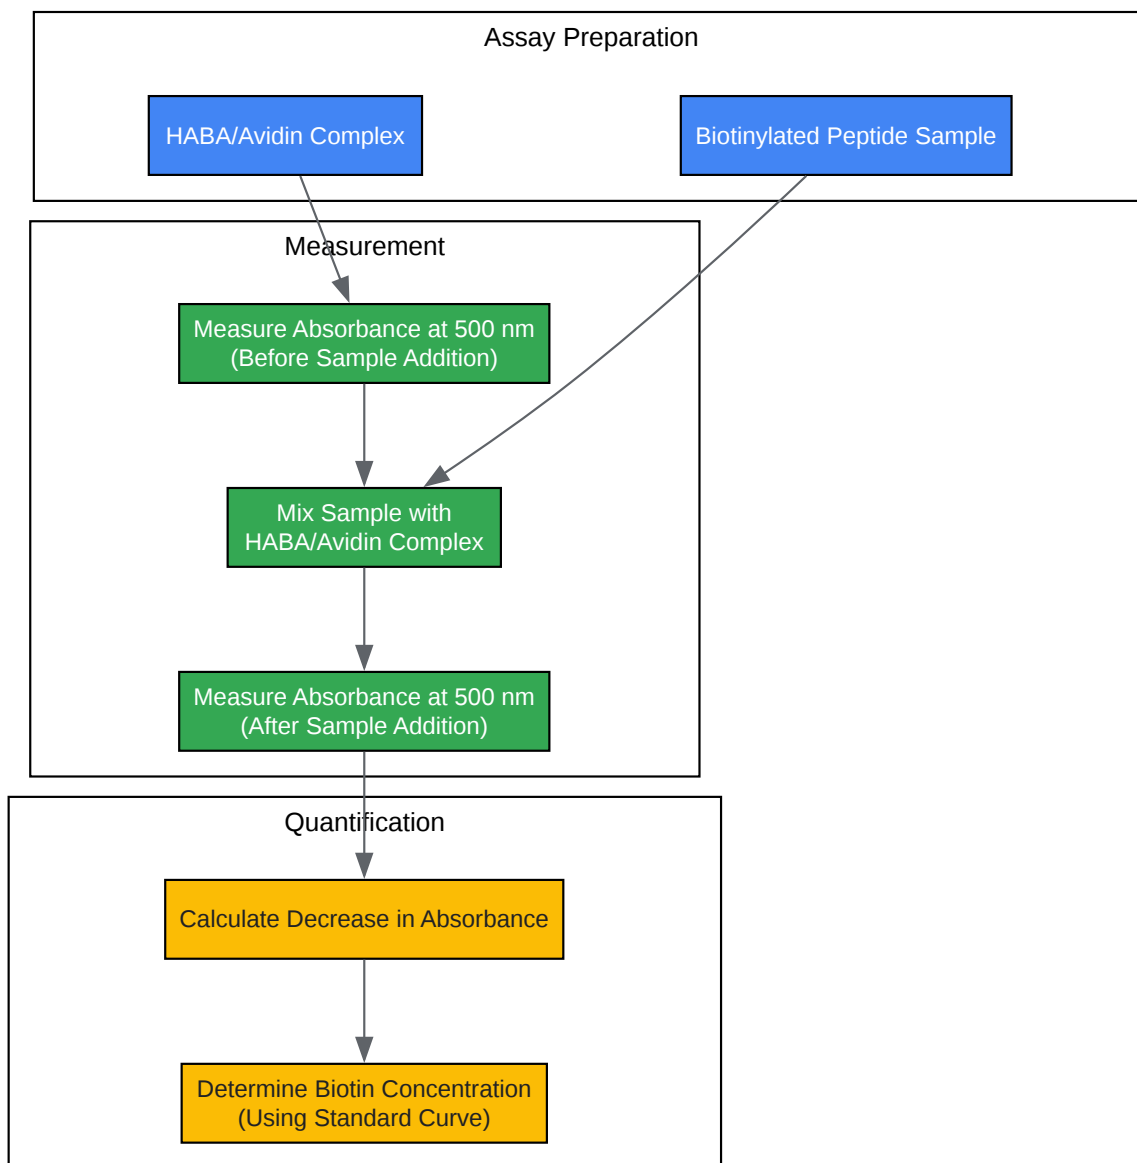 Assay Preparation
HABA/Avidin Complex
Biotinylated Peptide Sample
Measurement
Measure Absorbance at 500 nm
(Before Sample Addition)
Mix Sample with
HABA/Avidin Complex
Measure Absorbance at 500 nm
(After Sample Addition)
Quantification
Calculate Decrease in Absorbance
Determine Biotin Concentration
(Using Standard Curve)